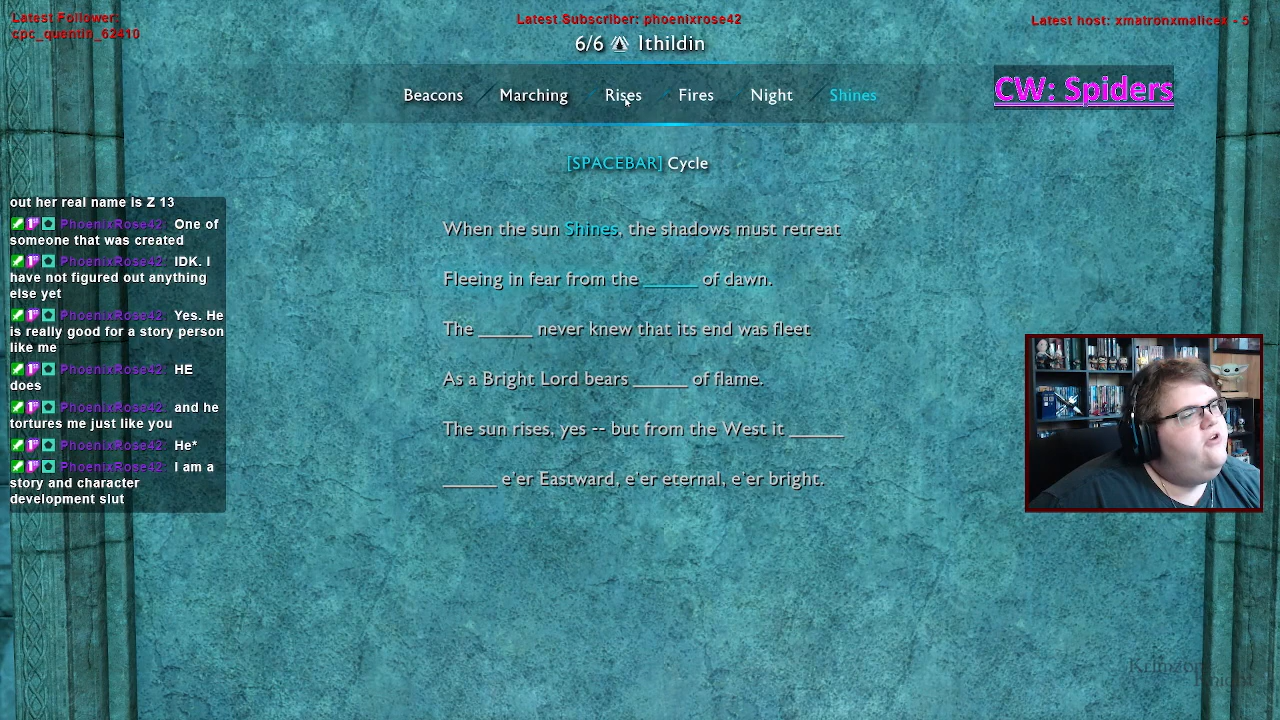 Latest Follower:
cpc_quentin_62410
Latest Subscriber: phoenixrose42
Latest host: xmatronxmalicex - 5
6/6 Ithildin
Beacons Marching Rises Fires Night Shines
CW: Spiders
[SPACEBAR] Cycle
When the sun Shines, the shadows must retreat
Fleeing in fear from the ______ of dawn.
The ______ never knew that its end was fleet
As a Bright Lord bears ______ of flame.
The sun rises, yes -- but from the West it ______
______ e'er Eastward, e'er eternal, e'er bright.
out her real name is Z 13
PhoenixRose42: One of
someone that was created
PhoenixRose42: IDK. I
have not figured out anything
else yet
PhoenixRose42: Yes. He
is really good for a story person
like me
PhoenixRose42: HE
does
PhoenixRose42: and he
tortures me just like you
PhoenixRose42: He*
PhoenixRose42: I am a
story and character
development slut
Knight